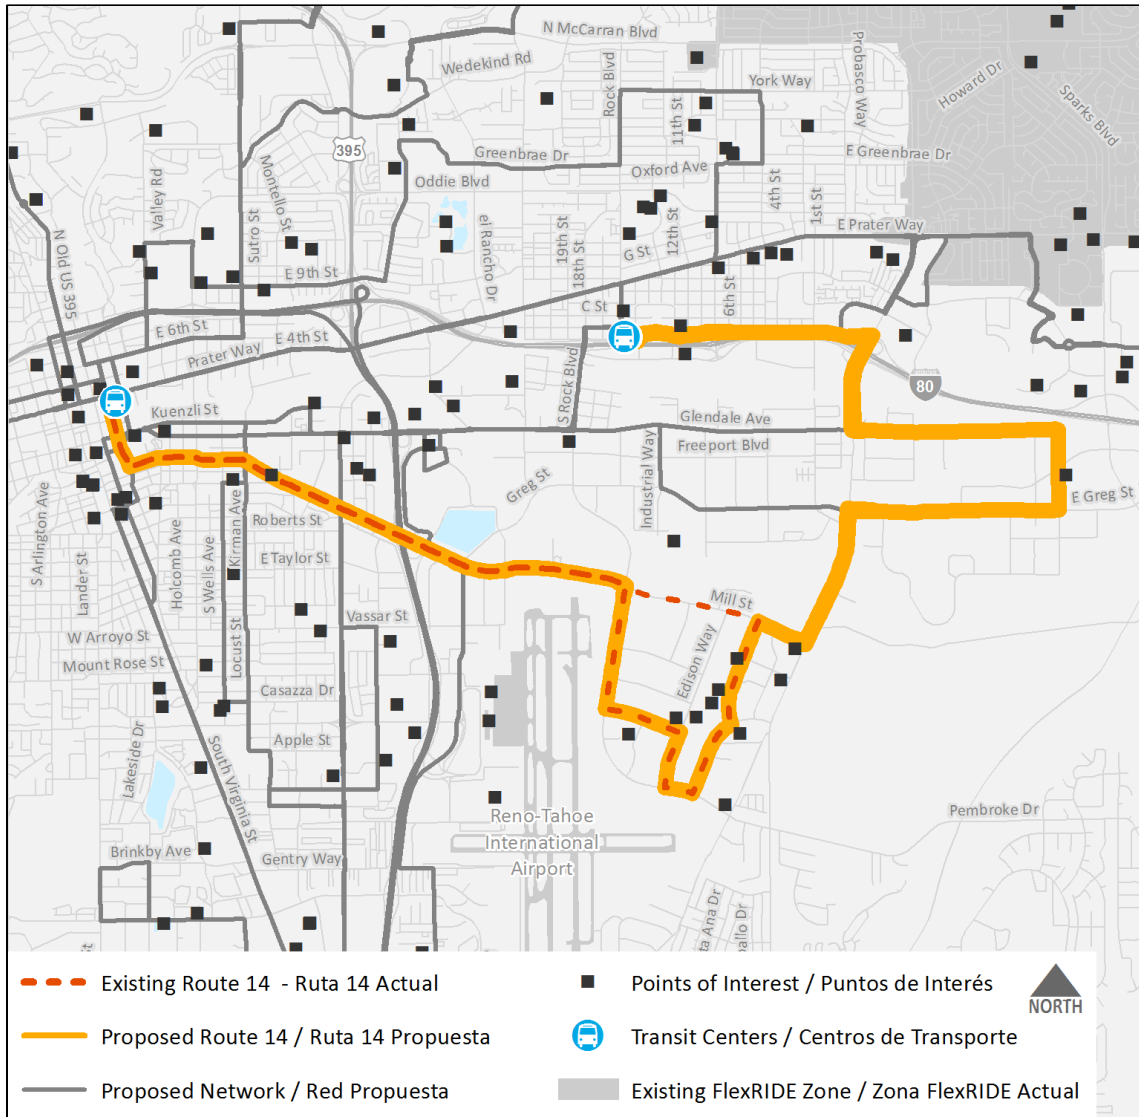 N McCarran Blvd
Wedekind Rd
Rock Blvd
Probasco Way
Howard Dr
York Way
Sparks Blvd
395
11th St
Greenbrae Dr
E Greenbrae Dr
Oxford Ave
Oddie Blvd
Montello St
Valley Rd
Sutro St
4th St
1st St
N Old US 395
el Rancho Dr
19th St
18th St
12th St
G St
E Prater Way
E 9th St
C St
6th St
E 6th St
E 4th St
Prater Way
S Rock Blvd
80
Kuenzli St
Glendale Ave
Freeport Blvd
Greg St
Industrial Way
E Greg St
S Arlington Ave
Lander St
Holcomb Ave
S Wells Ave
Kirman Ave
Roberts St
E Taylor St
Mill St
Vassar St
Edison Way
W Arroyo St
Mount Rose St
Locust St
Casazza Dr
Lakeside Dr
Apple St
South Virginia St
Reno-Tahoe
International
Airport
Pembroke Dr
Brinkby Ave
Gentry Way
ta Ana Dr
ballo Dr
St
Existing Route 14 - Ruta 14 Actual
Points of Interest / Puntos de Interés
NORTH
Proposed Route 14 / Ruta 14 Propuesta
Transit Centers / Centros de Transporte
Proposed Network / Red Propuesta
Existing FlexRIDE Zone / Zona FlexRIDE Actual